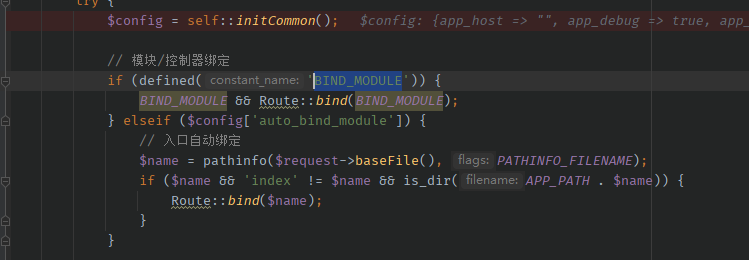 try {
$config = self::initCommon(); $config: {app_host => "", app_debug => true, app_
// 模块/控制器绑定
if (defined( constant_name: 'BIND_MODULE')) {
BIND_MODULE && Route::bind(BIND_MODULE);
} elseif ($config['auto_bind_module']) {
// 入口自动绑定
$name = pathinfo($request->baseFile(), flags: PATHINFO_FILENAME);
if ($name && 'index' != $name && is_dir( filename: APP_PATH . $name)) {
Route::bind($name);
}
}